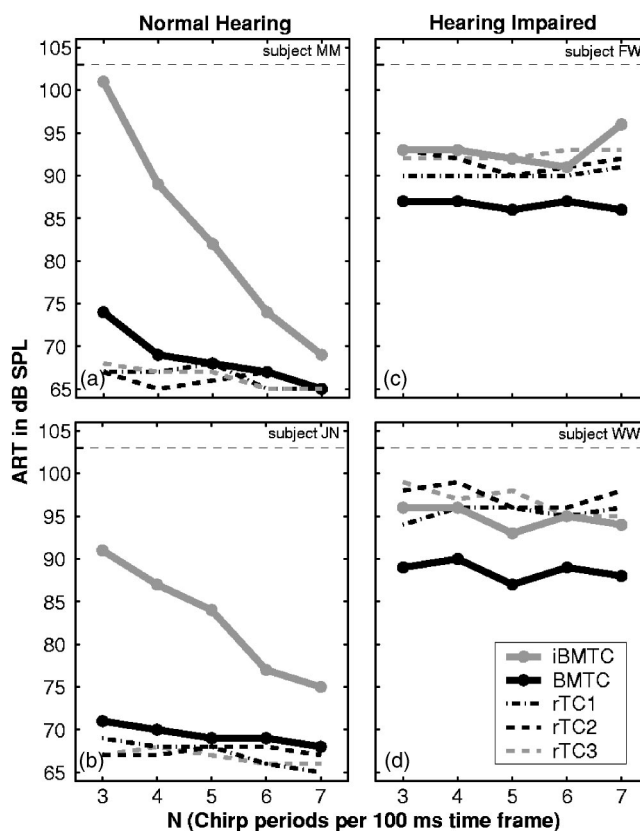 Normal Hearing
Hearing Impaired
subject MM
subject FW
105
100
95
90
85
80
75
70
65
(a)
(c)
ART in dB SPL
subject JN
subject WW
105
100
95
90
85
80
75
70
65
(b)
(d)
iBMTC
BMTC
rTC1
rTC2
rTC3
3 4 5 6 7
3 4 5 6 7
N (Chirp periods per 100 ms time frame)